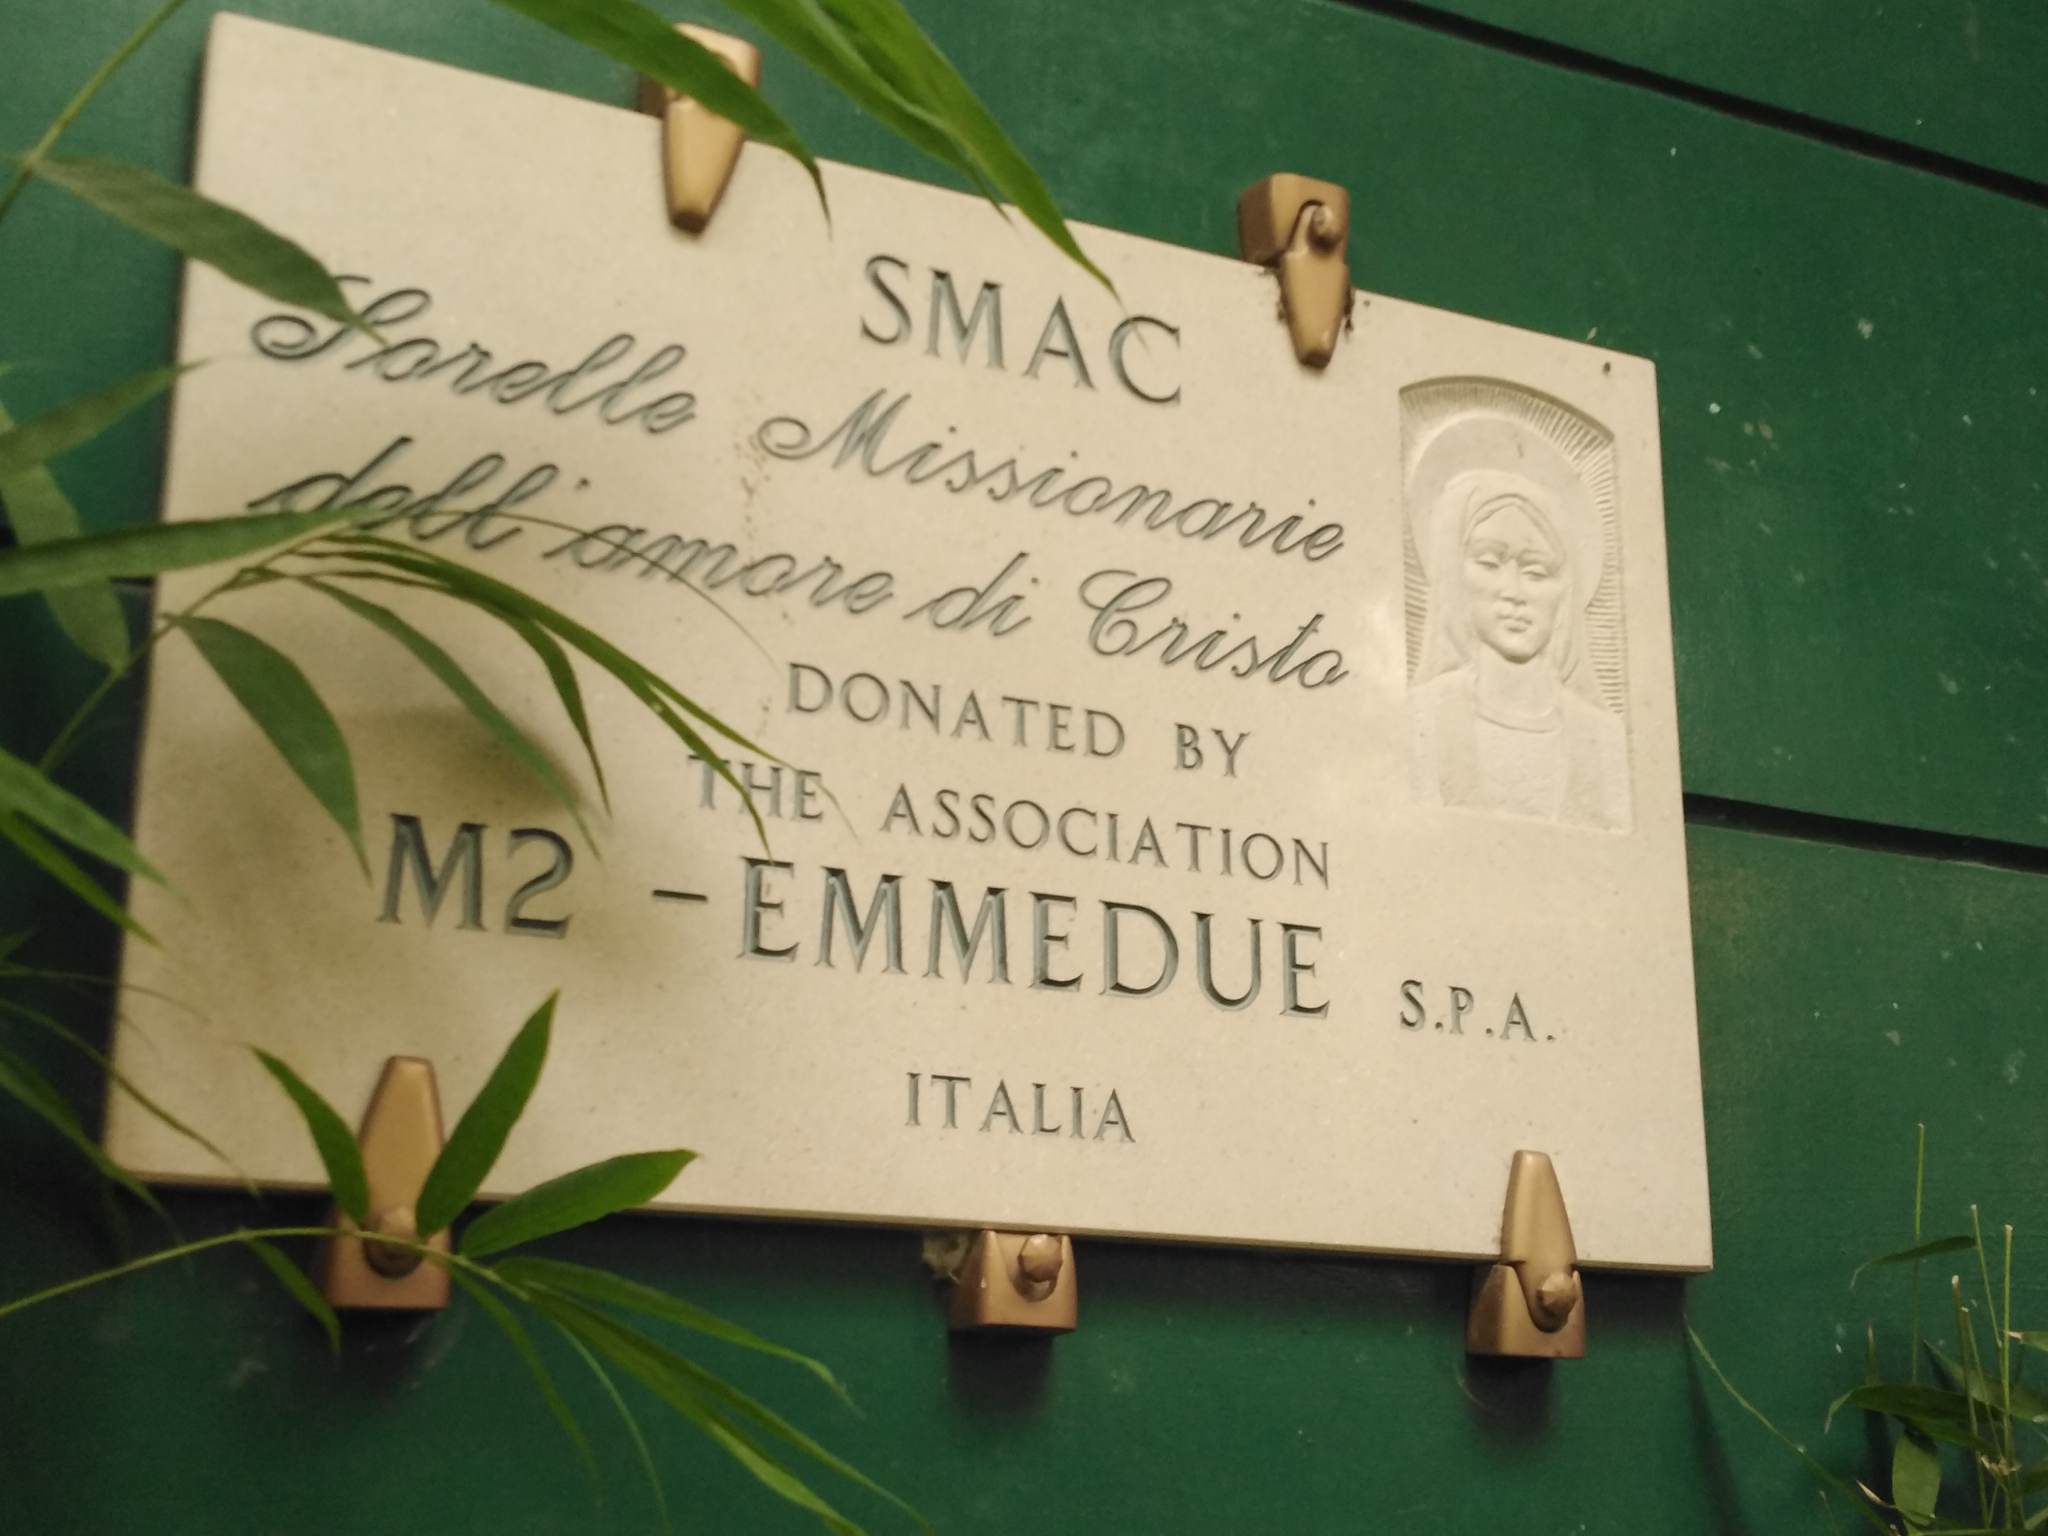 SMAC
Sorelle Missionarie
dell'amore di Cristo
DONATED BY
THE ASSOCIATION
M2 - EMMEDUE S.P.A.
ITALIA